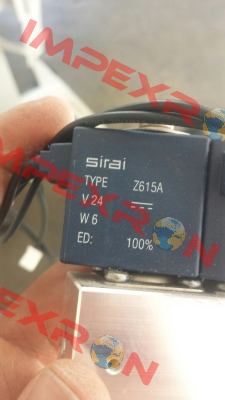 IMPEXRON
sirai
TYPE Z615A
V 24 ⎓
W 6
ED: 100%
IMPEXRON
IMPEXRON